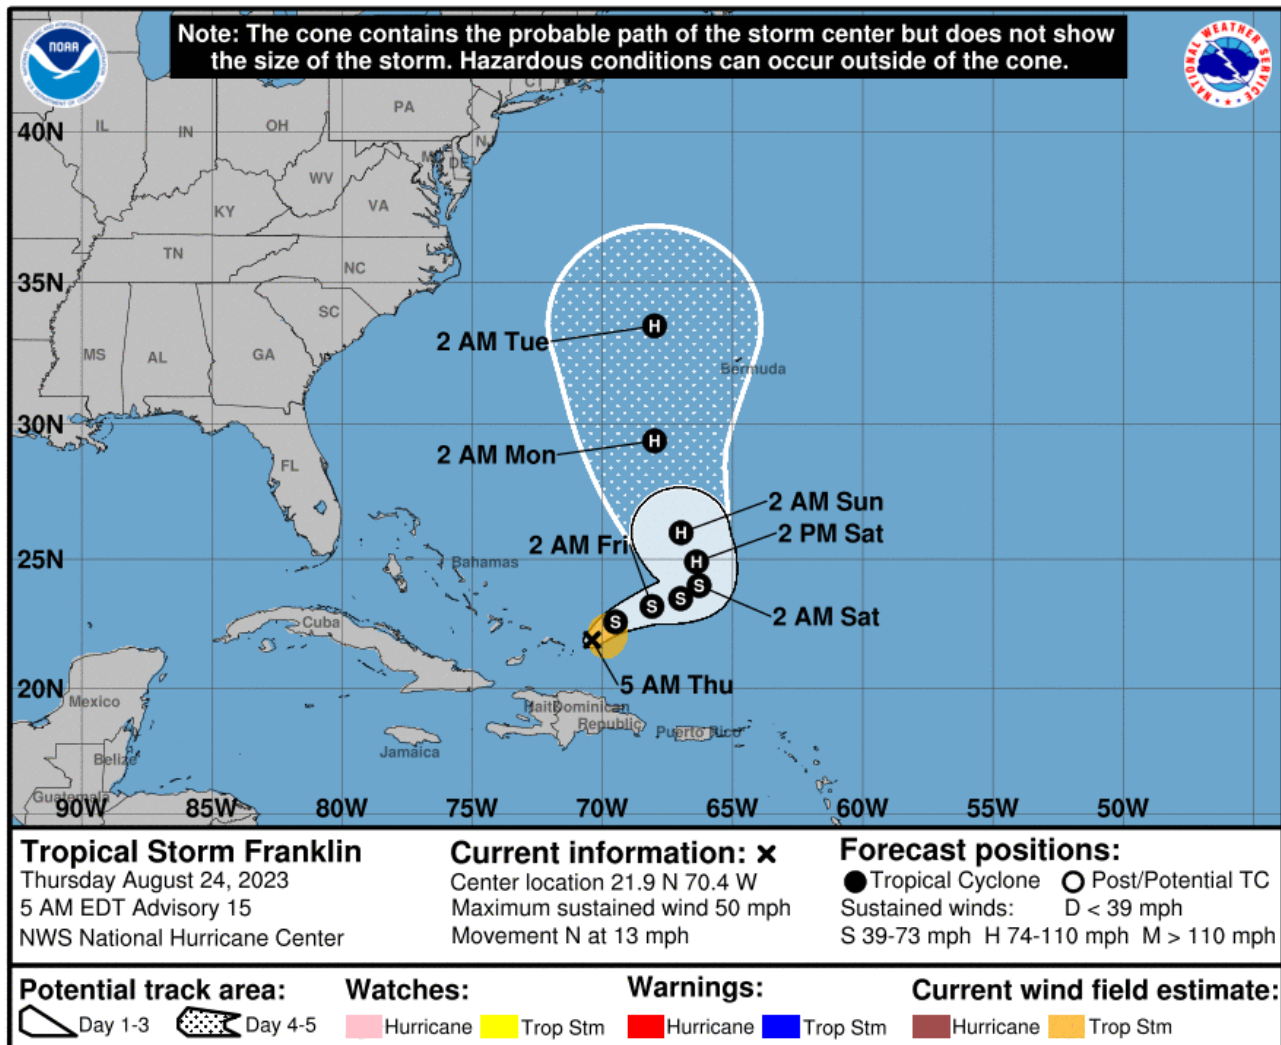 Note: The cone contains the probable path of the storm center but does not show
the size of the storm. Hazardous conditions can occur outside of the cone.
NOAA
NATIONAL WEATHER SERVICE
CT
PA
40N
IL
IN
OH
NJ
DE
WV
VA
KY
TN
NC
35N
SC
2 AM Tue
H
MS
AL
GA
Bermuda
30N
2 AM Mon
H
FL
2 AM Sun
H
2 PM Sat
2 AM Fri
25N
Bahamas
H
S
S
S
2 AM Sat
Cuba
S
5 AM Thu
20N
Mexico
Haiti
Dominican
Republic
Puerto Rico
Jamaica
Belize
Guatemala
90W 85W 80W 75W 70W 65W 60W 55W 50W
Tropical Storm Franklin
Thursday August 24, 2023
5 AM EDT Advisory 15
NWS National Hurricane Center
Current information: x
Center location 21.9 N 70.4 W
Maximum sustained wind 50 mph
Movement N at 13 mph
Forecast positions:
Tropical Cyclone Post/Potential TC
Sustained winds: D < 39 mph
S 39-73 mph H 74-110 mph M > 110 mph
Potential track area:
Day 1-3 Day 4-5
Watches:
Hurricane Trop Stm
Warnings:
Hurricane Trop Stm
Current wind field estimate:
Hurricane Trop Stm